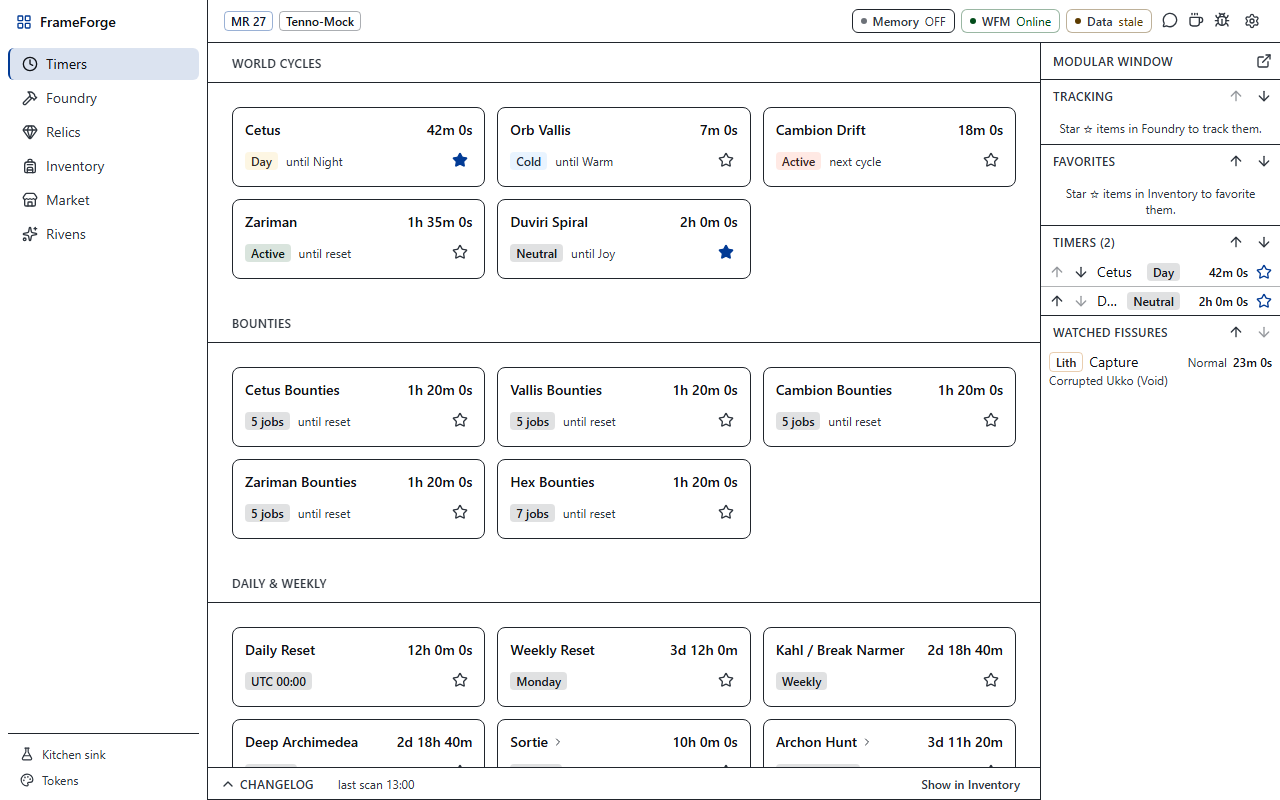 FrameForge
Timers
Foundry
Relics
Inventory
Market
Rivens
Kitchen sink
Tokens
MR 27 Tenno-Mock
Memory OFF WFM Online Data stale
WORLD CYCLES
Cetus 42m 0s
Day until Night
Orb Vallis 7m 0s
Cold until Warm
Cambion Drift 18m 0s
Active next cycle
Zariman 1h 35m 0s
Active until reset
Duviri Spiral 2h 0m 0s
Neutral until Joy
BOUNTIES
Cetus Bounties 1h 20m 0s
5 jobs until reset
Vallis Bounties 1h 20m 0s
5 jobs until reset
Cambion Bounties 1h 20m 0s
5 jobs until reset
Zariman Bounties 1h 20m 0s
5 jobs until reset
Hex Bounties 1h 20m 0s
7 jobs until reset
DAILY & WEEKLY
Daily Reset 12h 0m 0s
UTC 00:00
Weekly Reset 3d 12h 0m
Monday
Kahl / Break Narmer 2d 18h 40m
Weekly
Deep Archimedea 2d 18h 40m
Sortie 10h 0m 0s
Archon Hunt 3d 11h 20m
CHANGELOG last scan 13:00 Show in Inventory
MODULAR WINDOW
TRACKING
Star ☆ items in Foundry to track them.
FAVORITES
Star ☆ items in Inventory to favorite
them.
TIMERS (2)
Cetus Day 42m 0s
D... Neutral 2h 0m 0s
WATCHED FISSURES
Lith Capture Normal 23m 0s
Corrupted Ukko (Void)